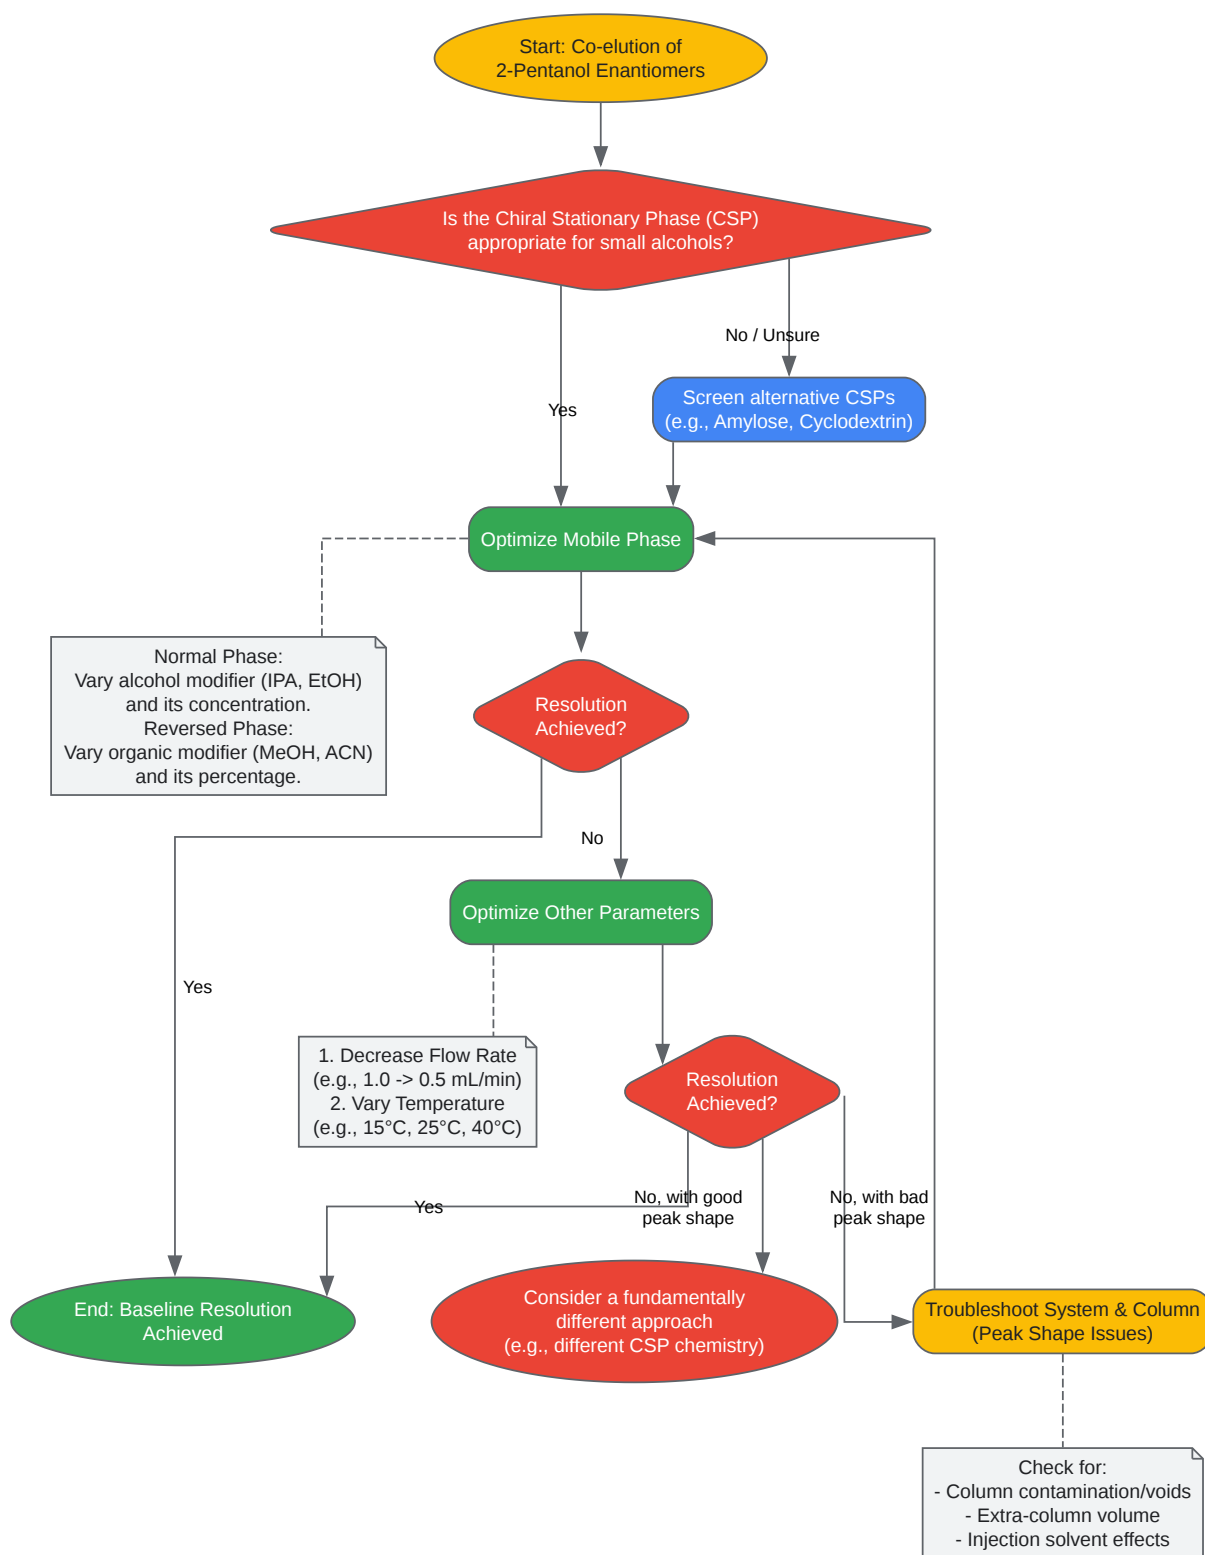 Start: Co-elution of
2-Pentanol Enantiomers
Is the Chiral Stationary Phase (CSP)
appropriate for small alcohols?
No / Unsure
Screen alternative CSPs
(e.g., Amylose, Cyclodextrin)
Yes
Optimize Mobile Phase
Normal Phase:
Vary alcohol modifier (IPA, EtOH)
and its concentration.
Reversed Phase:
Vary organic modifier (MeOH, ACN)
and its percentage.
Resolution
Achieved?
No
Optimize Other Parameters
Yes
1. Decrease Flow Rate
(e.g., 1.0 -> 0.5 mL/min)
2. Vary Temperature
(e.g., 15°C, 25°C, 40°C)
Resolution
Achieved?
Yes
No, with good
peak shape
No, with bad
peak shape
End: Baseline Resolution
Achieved
Consider a fundamentally
different approach
(e.g., different CSP chemistry)
Troubleshoot System & Column
(Peak Shape Issues)
Check for:
- Column contamination/voids
- Extra-column volume
- Injection solvent effects